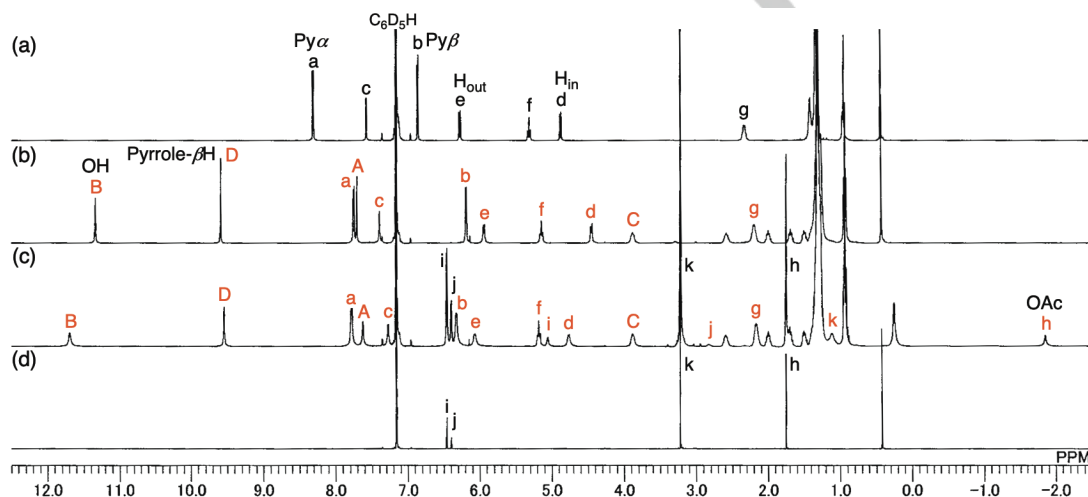 C₆D₅H
(a)
Pyα
a
c
b Pyβ
H_out
e
f
H_in
d
g
(b)
OH
B
Pyrrole-βH D
a
A
c
b
e
f
d
C
g
k
h
(c)
B
D
a
A
c
i
j
b
e
f
i
d
C
j
g
k
OAc
h
k
h
(d)
i
j
PPM
12.0 11.0 10.0 9.0 8.0 7.0 6.0 5.0 4.0 3.0 2.0 1.0 0.0 −1.0 −2.0